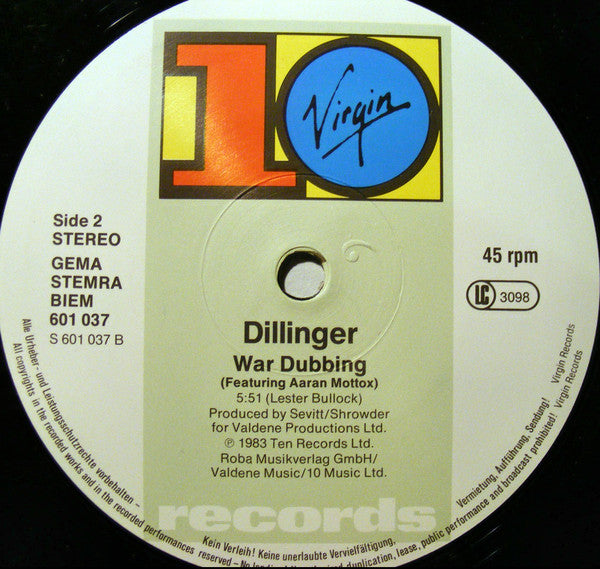 10
Virgin
Side 2
STEREO
GEMA
STEMRA
BIEM
601 037
S 601 037 B
45 rpm
LC 3098
Dillinger
War Dubbing
(Featuring Aaran Mottox)
5:51 (Lester Bullock)
Produced by Sevitt/Shrowder
for Valdene Productions Ltd.
℗ 1983 Ten Records Ltd.
Roba Musikverlag GmbH/
Valdene Music/10 Music Ltd.
records
Alle Urheber- und Leistungsschutzrechte vorbehalten - Kein Verleih! Keine unerlaubte Vervielfältigung, Vermietung, Aufführung, Sendung! Virgin Records
All copyrights in the recorded works and in the recorded performances reserved – No duplication, lease, public performance and broadcast prohibited! Virgin Records